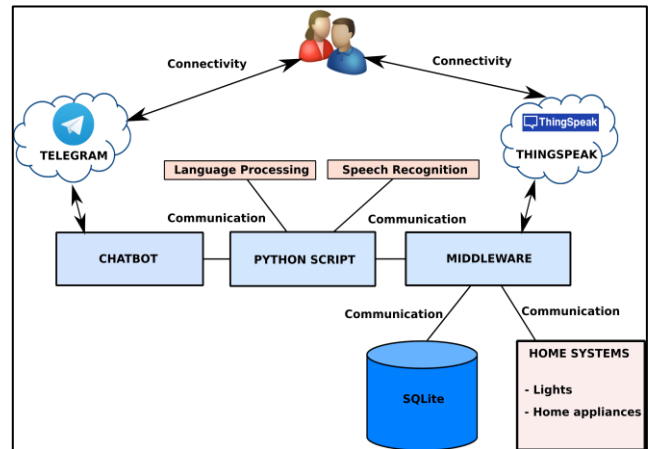 Connectivity
Connectivity
TELEGRAM
ThingSpeak
THINGSPEAK
Language Processing
Speech Recognition
Communication
Communication
CHATBOT
PYTHON SCRIPT
MIDDLEWARE
Communication
Communication
SQLite
HOME SYSTEMS
- Lights
- Home appliances